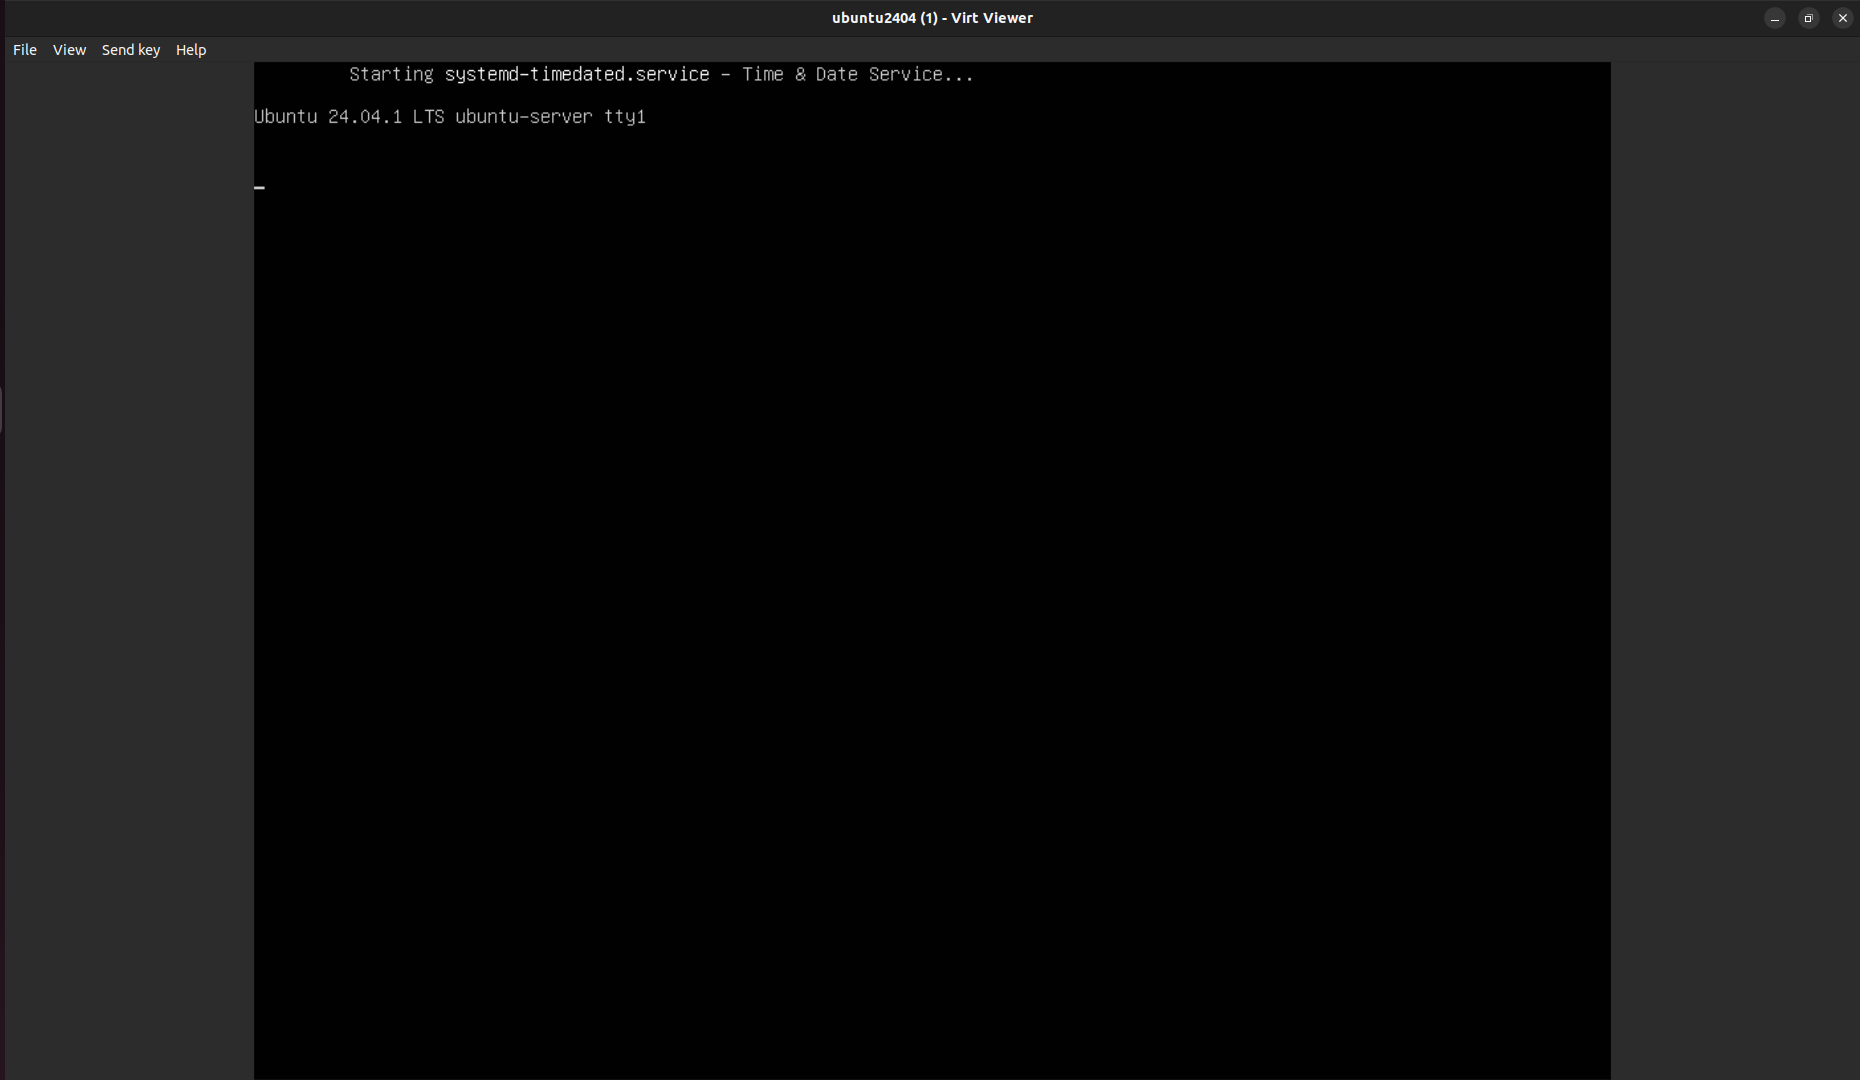 ubuntu2404 (1) - Virt Viewer
File View Send key Help
Starting systemd-timedated.service - Time & Date Service...
Ubuntu 24.04.1 LTS ubuntu-server tty1